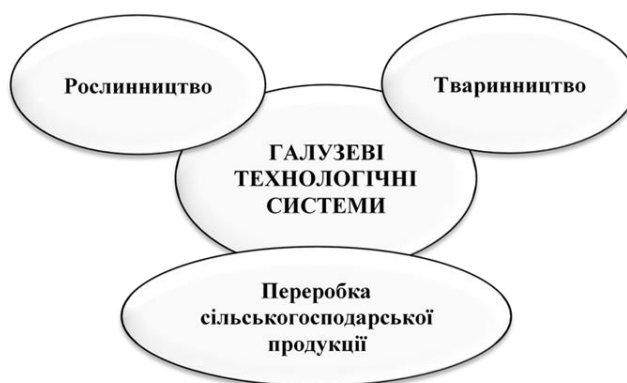 Рослинництво
Тваринництво
ГАЛУЗЕВІ
ТЕХНОЛОГІЧНІ
СИСТЕМИ
Переробка
сільськогосподарської
продукції